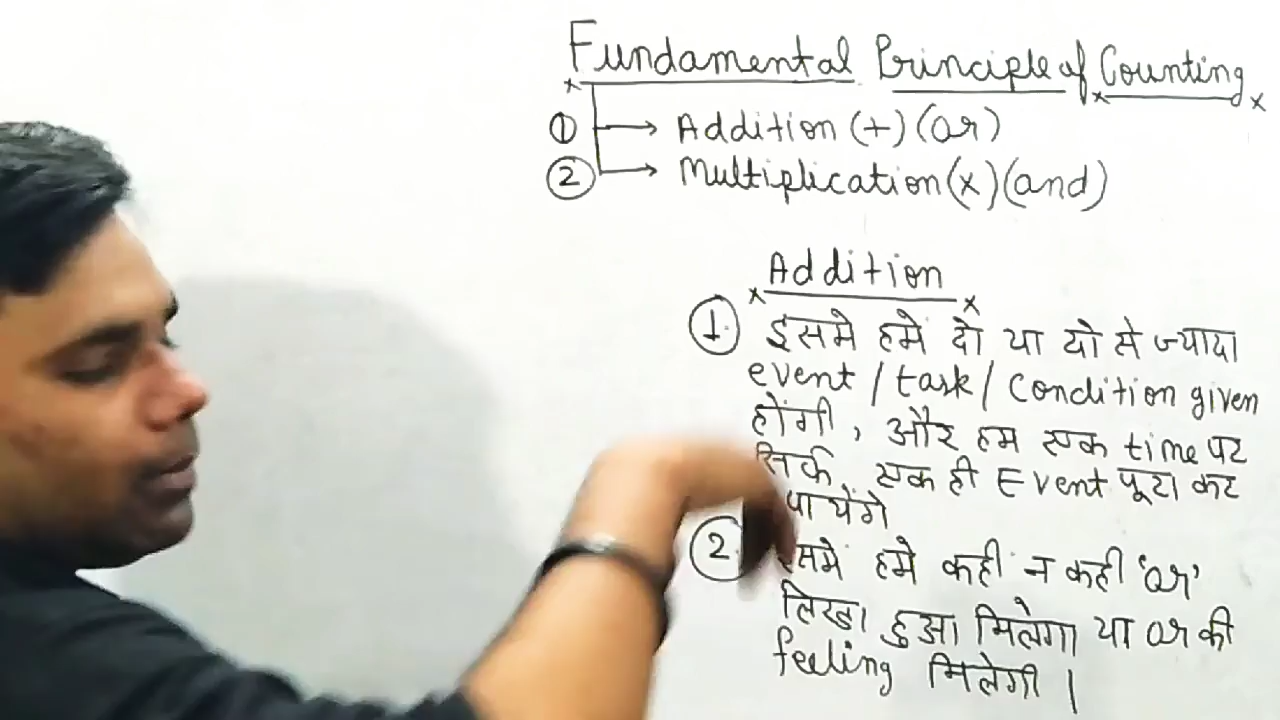 Fundamental Principle of Counting
① Addition (+) (or)
② Multiplication (x) (and)
Addition
① इसमे हमें दो या दो से ज्यादा
event / task / Condition given
होंगी, और हम एक time पर
सिर्फ एक ही Event पूरा कर
पायेंगे
② इसमें हमे कही न कही 'or'
लिखा हुआ मिलेगा या or की
feeling मिलेगी ।